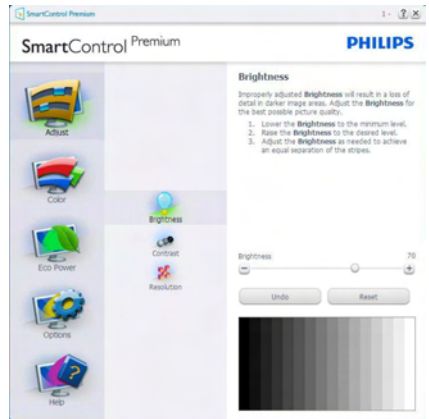 SmartControl Premium
1 - ? X
SmartControl Premium
PHILIPS
Adjust
Color
Eco Power
Options
Help
Brightness
Contrast
Resolution
Brightness
Improperly adjusted Brightness will result in a loss of
detail in darker image areas. Adjust the Brightness for
the best possible picture quality.
1. Lower the Brightness to the minimum level.
2. Raise the Brightness to the desired level.
3. Adjust the Brightness as needed to achieve
an equal separation of the stripes.
Brightness 70
Undo Reset